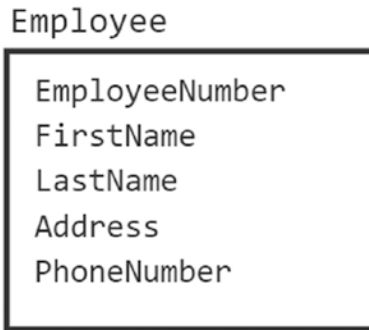 Employee
EmployeeNumber
FirstName
LastName
Address
PhoneNumber